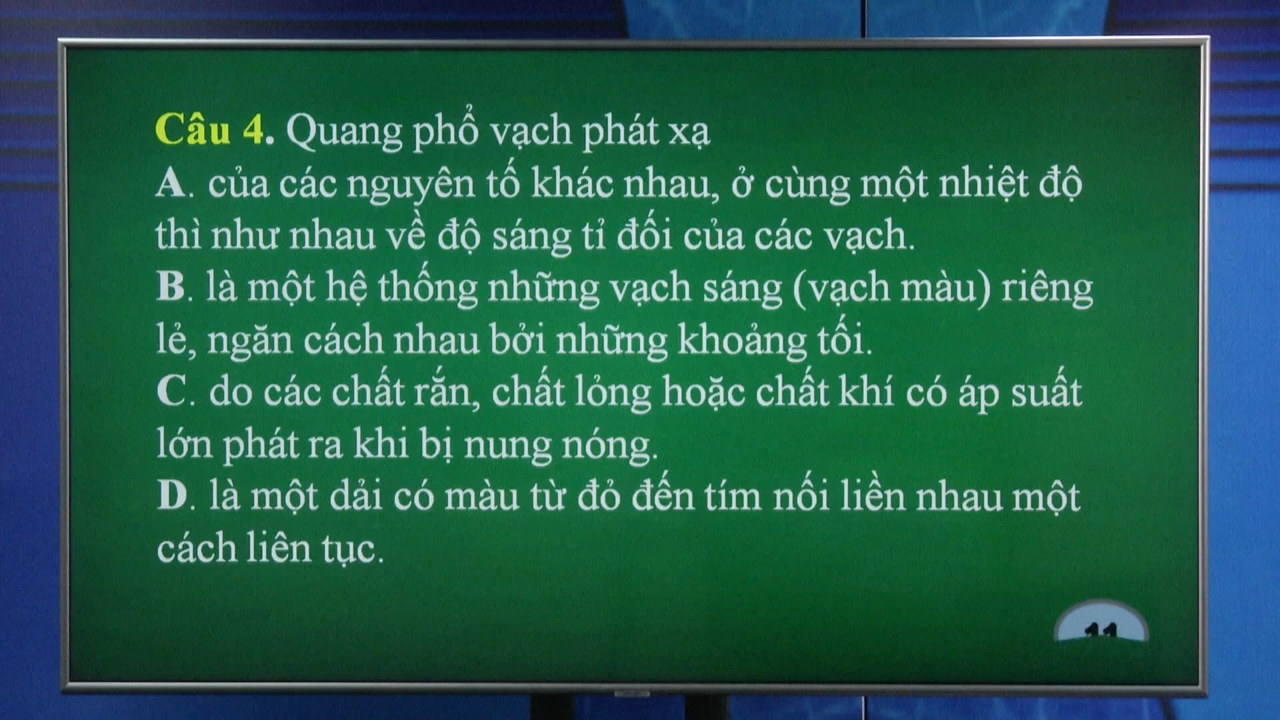 Câu 4. Quang phổ vạch phát xạ
A. của các nguyên tố khác nhau, ở cùng một nhiệt độ
thì như nhau về độ sáng tỉ đối của các vạch.
B. là một hệ thống những vạch sáng (vạch màu) riêng
lẻ, ngăn cách nhau bởi những khoảng tối.
C. do các chất rắn, chất lỏng hoặc chất khí có áp suất
lớn phát ra khi bị nung nóng.
D. là một dải có màu từ đỏ đến tím nối liền nhau một
cách liên tục.
11